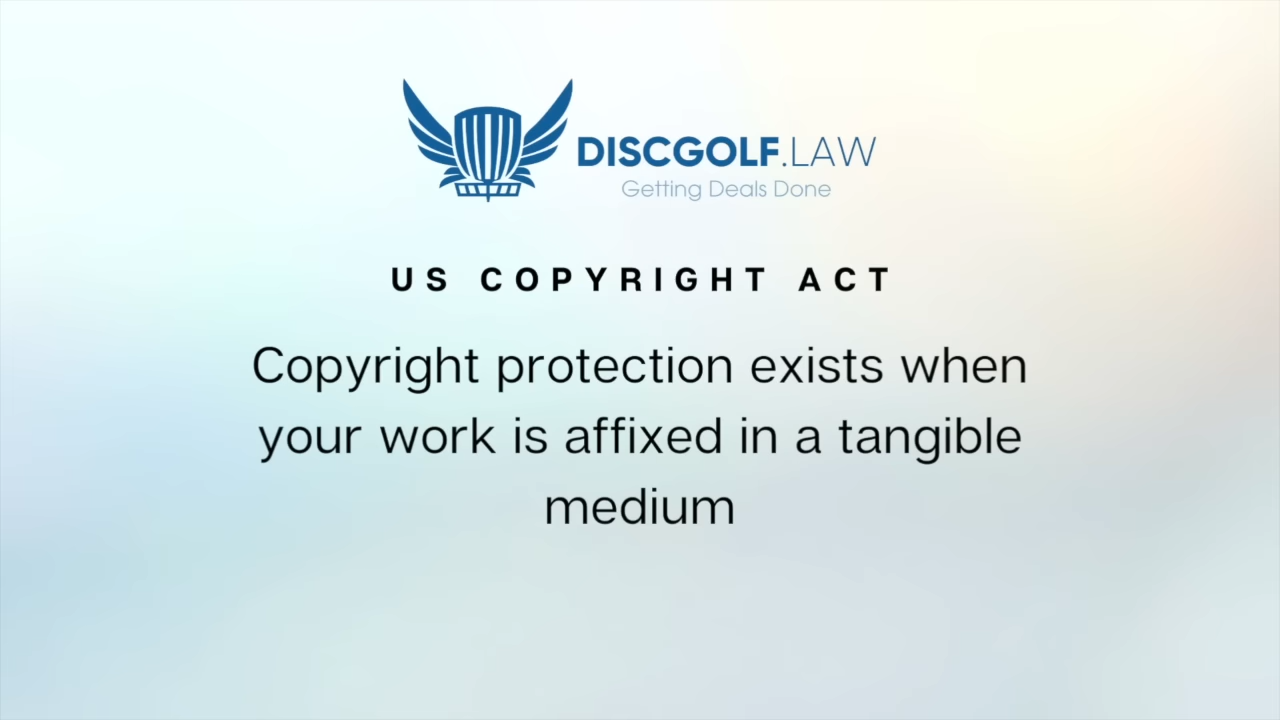 DISCGOLF.LAW
Getting Deals Done
US COPYRIGHT ACT
Copyright protection exists when
your work is affixed in a tangible
medium